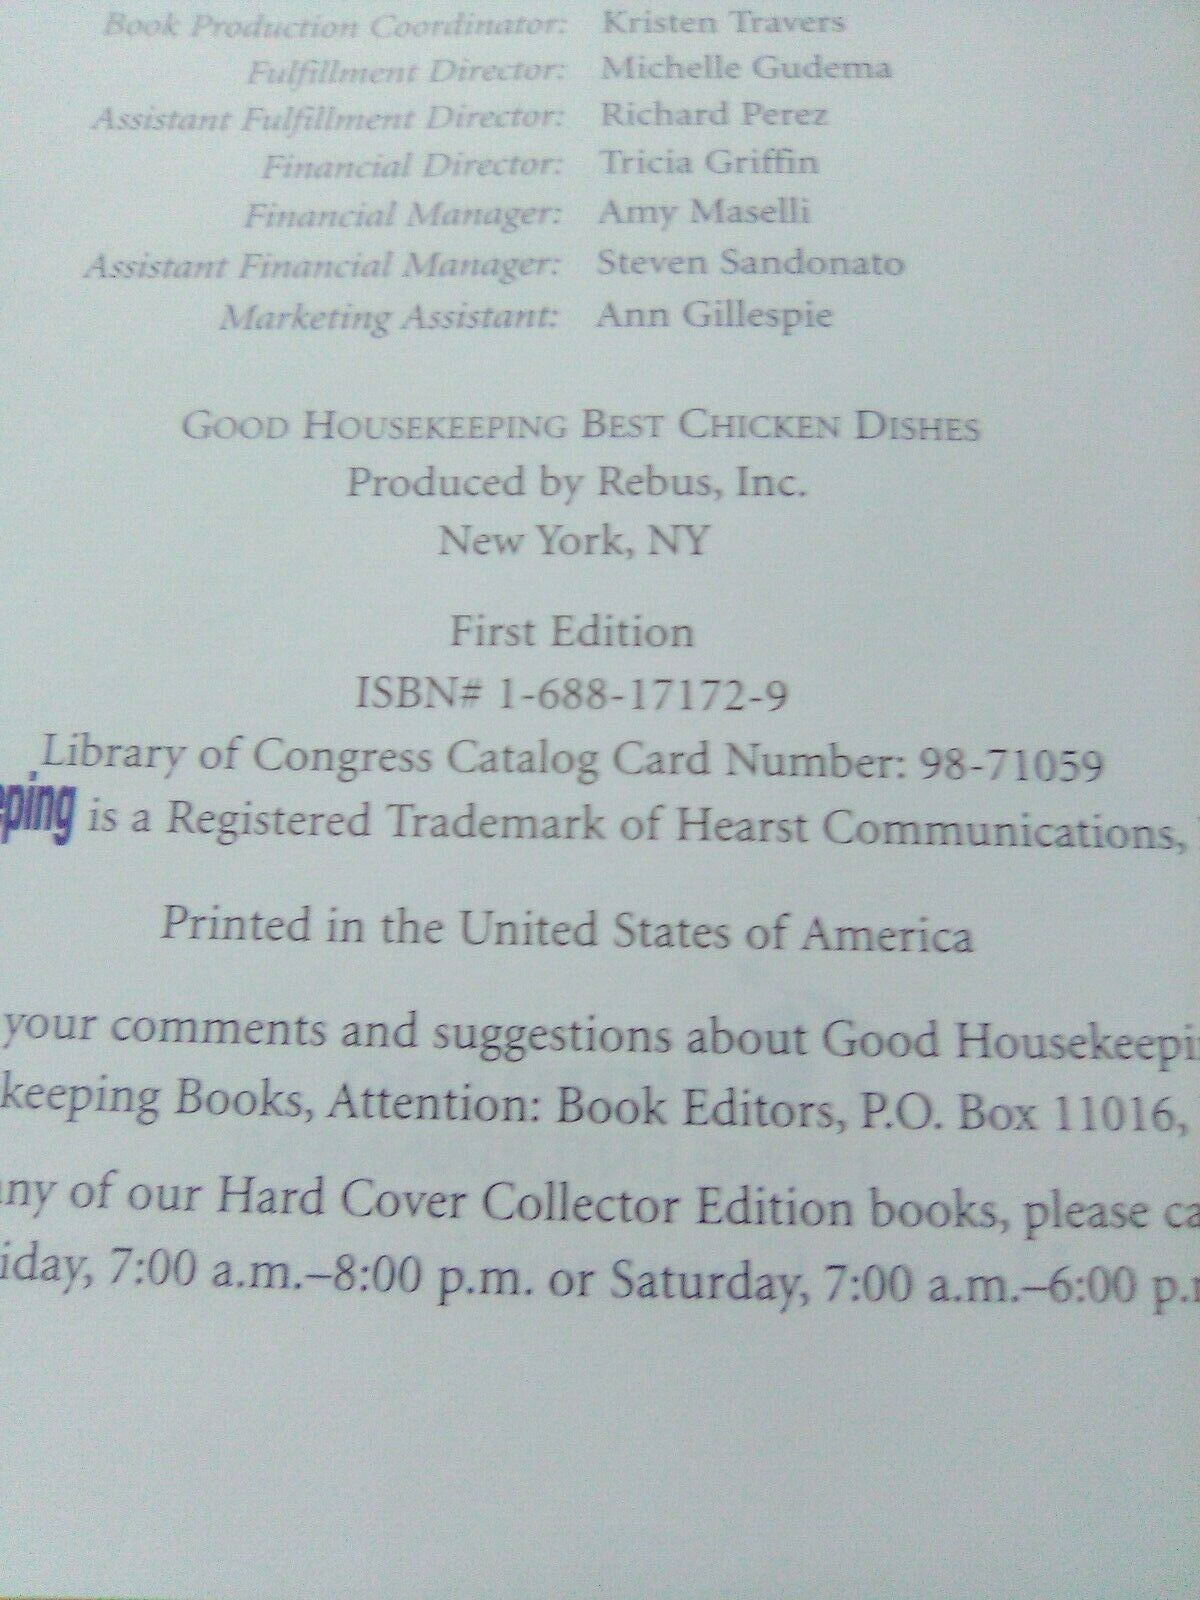 Book Production Coordinator: Kristen Travers
Fulfillment Director: Michelle Gudema
Assistant Fulfillment Director: Richard Perez
Financial Director: Tricia Griffin
Financial Manager: Amy Maselli
Assistant Financial Manager: Steven Sandonato
Marketing Assistant: Ann Gillespie
GOOD HOUSEKEEPING BEST CHICKEN DISHES
Produced by Rebus, Inc.
New York, NY
First Edition
ISBN# 1-688-17172-9
Library of Congress Catalog Card Number: 98-71059
ping is a Registered Trademark of Hearst Communications,
Printed in the United States of America
your comments and suggestions about Good Housekeepi
keeping Books, Attention: Book Editors, P.O. Box 11016,
ny of our Hard Cover Collector Edition books, please ca
iday, 7:00 a.m.–8:00 p.m. or Saturday, 7:00 a.m.–6:00 p.